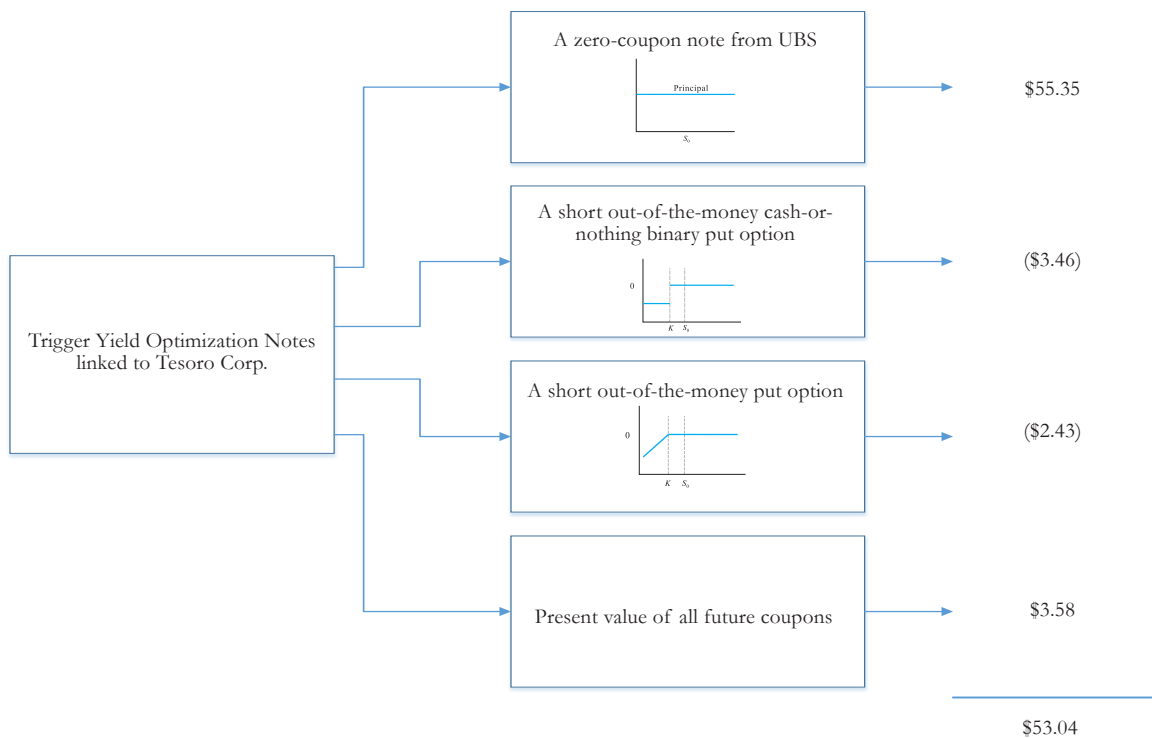 A zero-coupon note from UBS
Principal
S₀
$55.35
A short out-of-the-money cash-or-
nothing binary put option
0
K S₀
($3.46)
Trigger Yield Optimization Notes
linked to Tesoro Corp.
A short out-of-the-money put option
0
K S₀
($2.43)
Present value of all future coupons
$3.58
$53.04